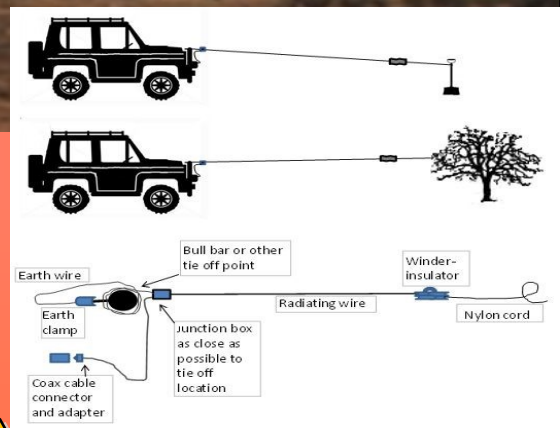 Bull bar or other
tie off point
Winder-
insulator
Earth wire
Radiating wire
Nylon cord
Earth
clamp
Junction box
as close as
possible to
tie off
location
Coax cable
connector
and adapter